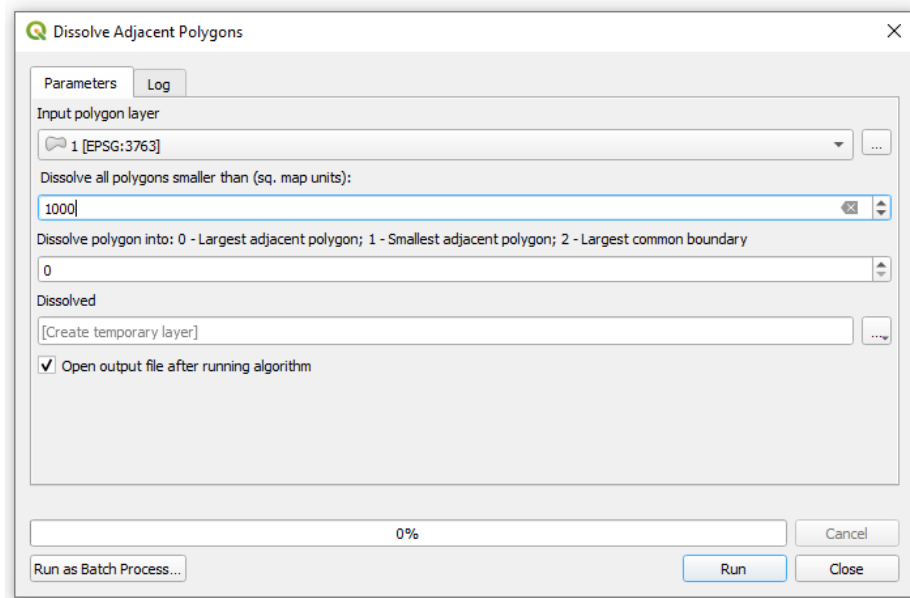 Dissolve Adjacent Polygons
Parameters Log
Input polygon layer
1 [EPSG:3763]
...
Dissolve all polygons smaller than (sq. map units):
1000
Dissolve polygon into: 0 - Largest adjacent polygon; 1 - Smallest adjacent polygon; 2 - Largest common boundary
0
Dissolved
[Create temporary layer]
...
Open output file after running algorithm
0% Cancel
Run as Batch Process... Run Close